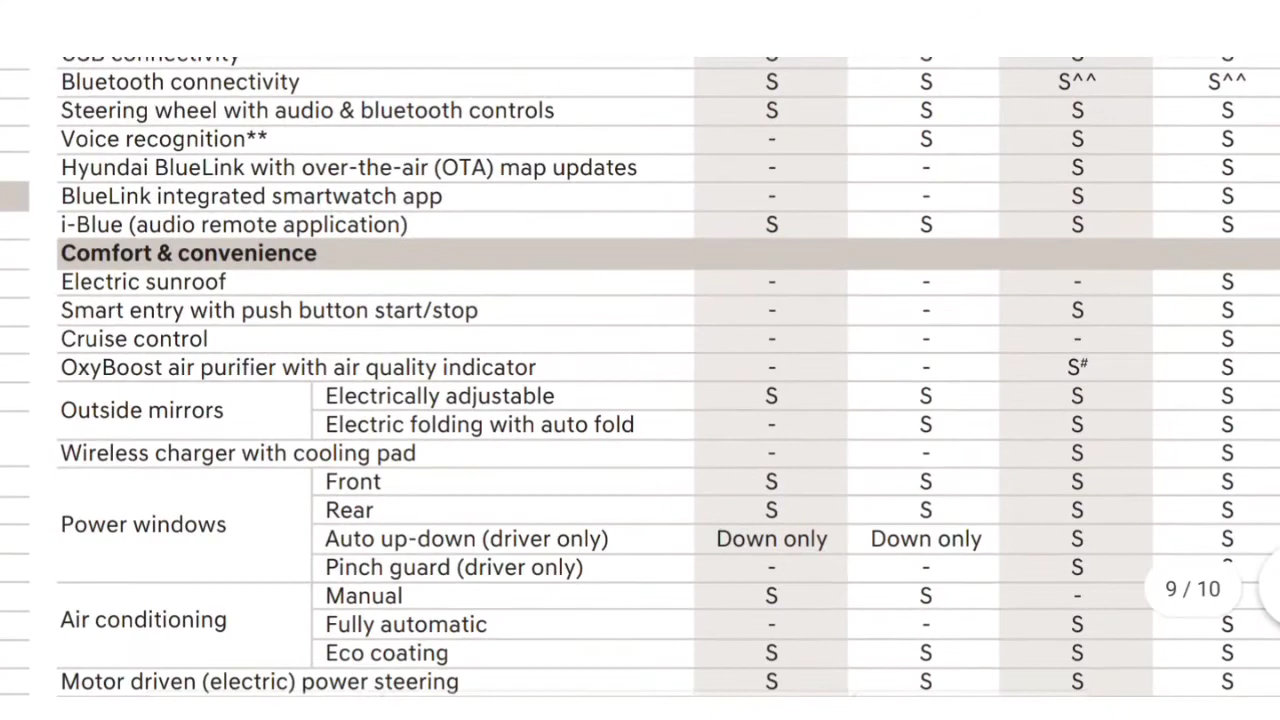 USB connectivity S S S S
Bluetooth connectivity S S S^^ S^^
Steering wheel with audio & bluetooth controls S S S S
Voice recognition** - S S S
Hyundai BlueLink with over-the-air (OTA) map updates - - S S
BlueLink integrated smartwatch app - - S S
i-Blue (audio remote application) S S S S
Comfort & convenience
Electric sunroof - - - S
Smart entry with push button start/stop - - S S
Cruise control - - - S
OxyBoost air purifier with air quality indicator - - S# S
Outside mirrors
Electrically adjustable S S S S
Electric folding with auto fold - S S S
Wireless charger with cooling pad - - S S
Power windows
Front S S S S
Rear S S S S
Auto up-down (driver only) Down only Down only S S
Pinch guard (driver only) - - S
9 / 10
Air conditioning
Manual S S -
Fully automatic - - S S
Eco coating S S S S
Motor driven (electric) power steering S S S S